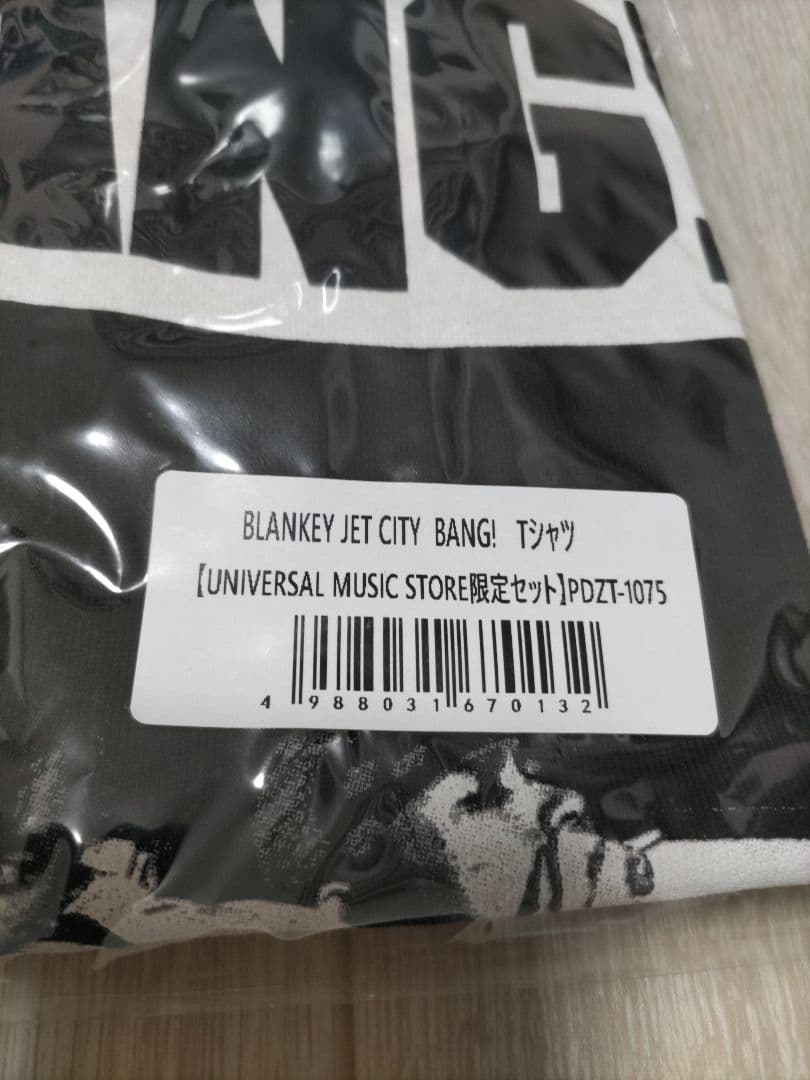 ANG!
BLANKEY JET CITY BANG! Tシャツ
【UNIVERSAL MUSIC STORE限定セット】PDZT-1075
4 988031 670132